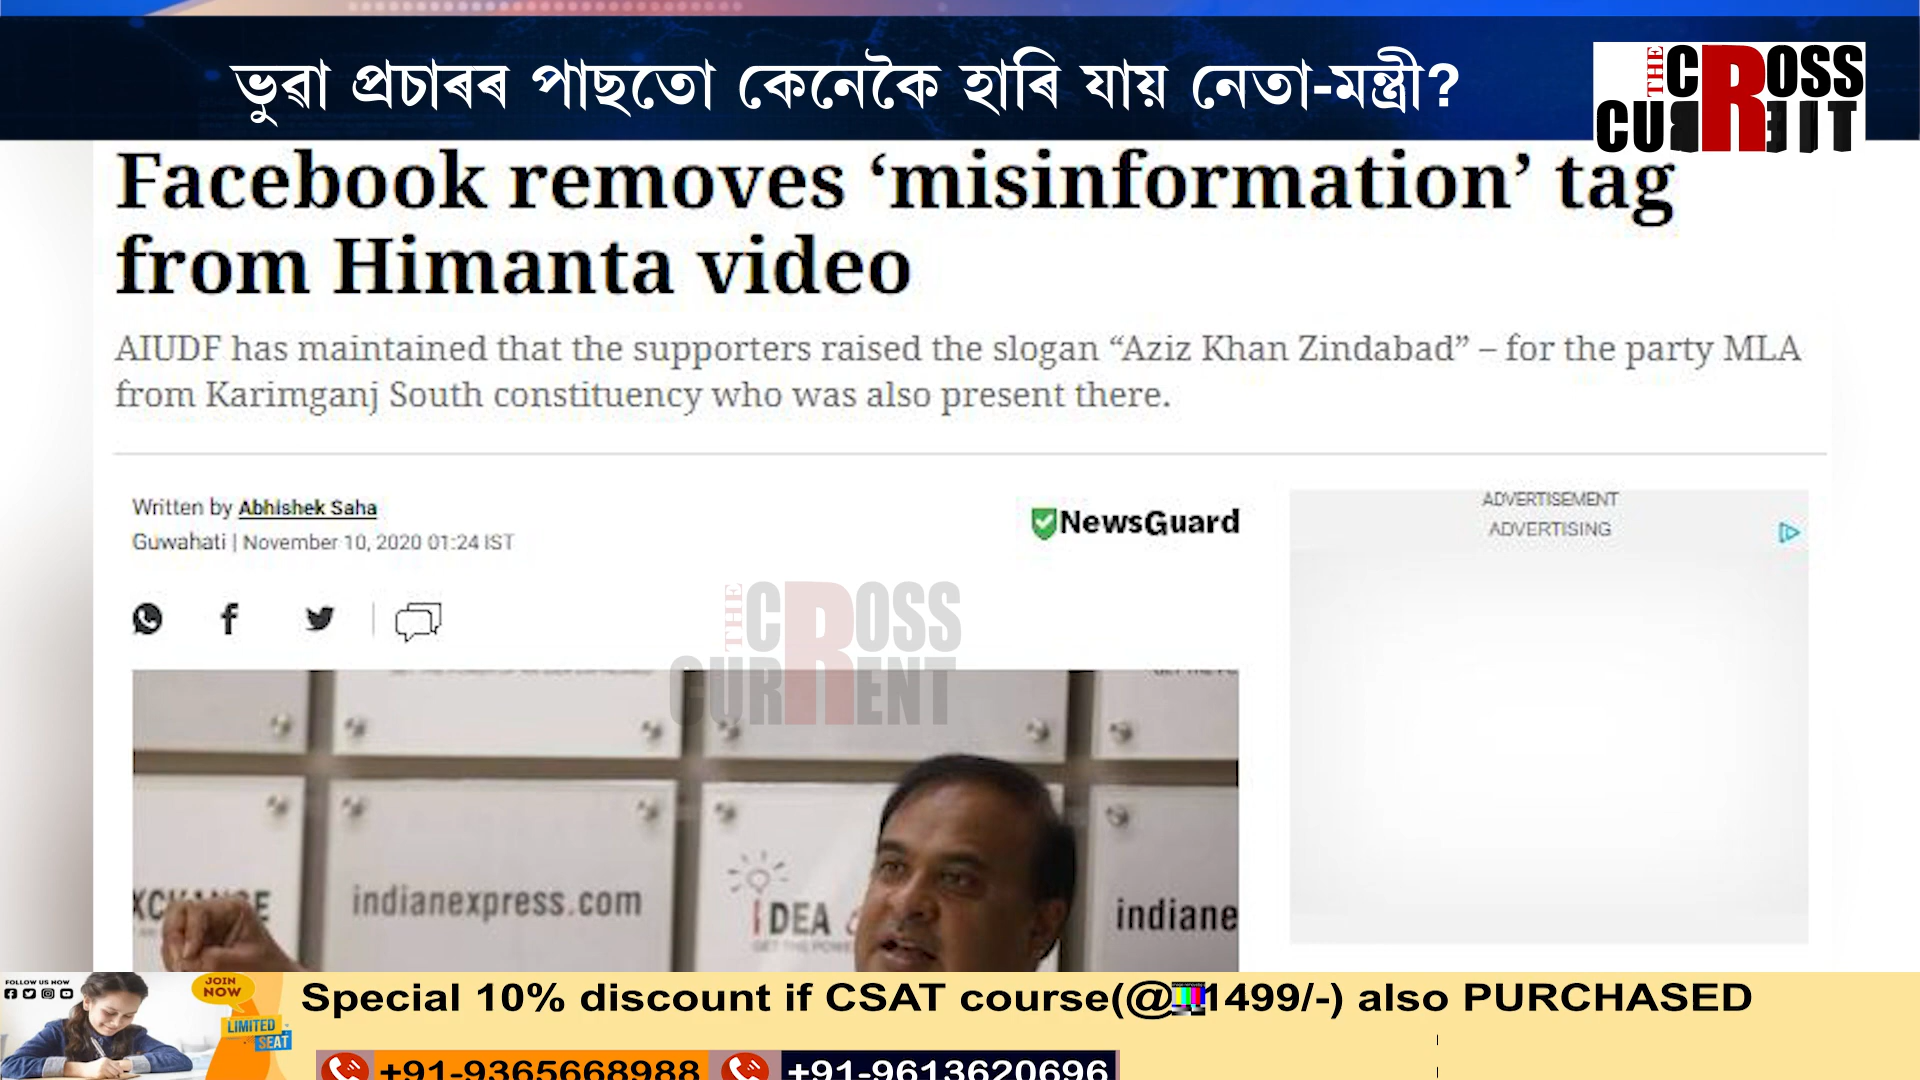 ভুৱা প্ৰচাৰৰ পাছতো কেনেকৈ হাৰি যায় নেতা-মন্ত্ৰী?
THE CROSS
CURRENT
Facebook removes ‘misinformation’ tag
from Himanta video
AIUDF has maintained that the supporters raised the slogan “Aziz Khan Zindabad” – for the party MLA
from Karimganj South constituency who was also present there.
Written by Abhishek Saha
Guwahati | November 10, 2020 01:24 IST
NewsGuard
ADVERTISEMENT
ADVERTISING
THE CROSS
CURRENT
indianexpress.com
iDEA
indiane
FOLLOW US NOW
JOIN
NOW
LIMITED
SEAT
Special 10% discount if CSAT course(@ 1499/-) also PURCHASED
+91-9365668988
+91-9613620696